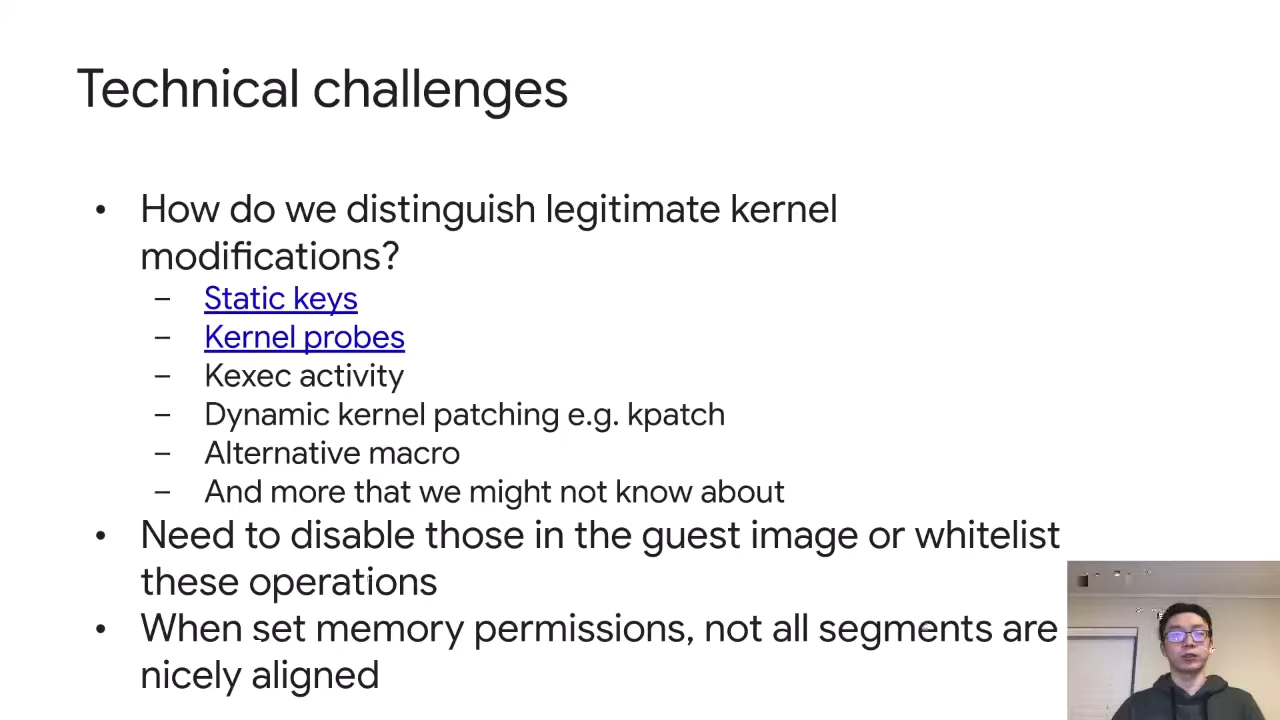 Technical challenges
• How do we distinguish legitimate kernel
modifications?
– Static keys
– Kernel probes
– Kexec activity
– Dynamic kernel patching e.g. kpatch
– Alternative macro
– And more that we might not know about
• Need to disable those in the guest image or whitelist
these operations
• When set memory permissions, not all segments are
nicely aligned